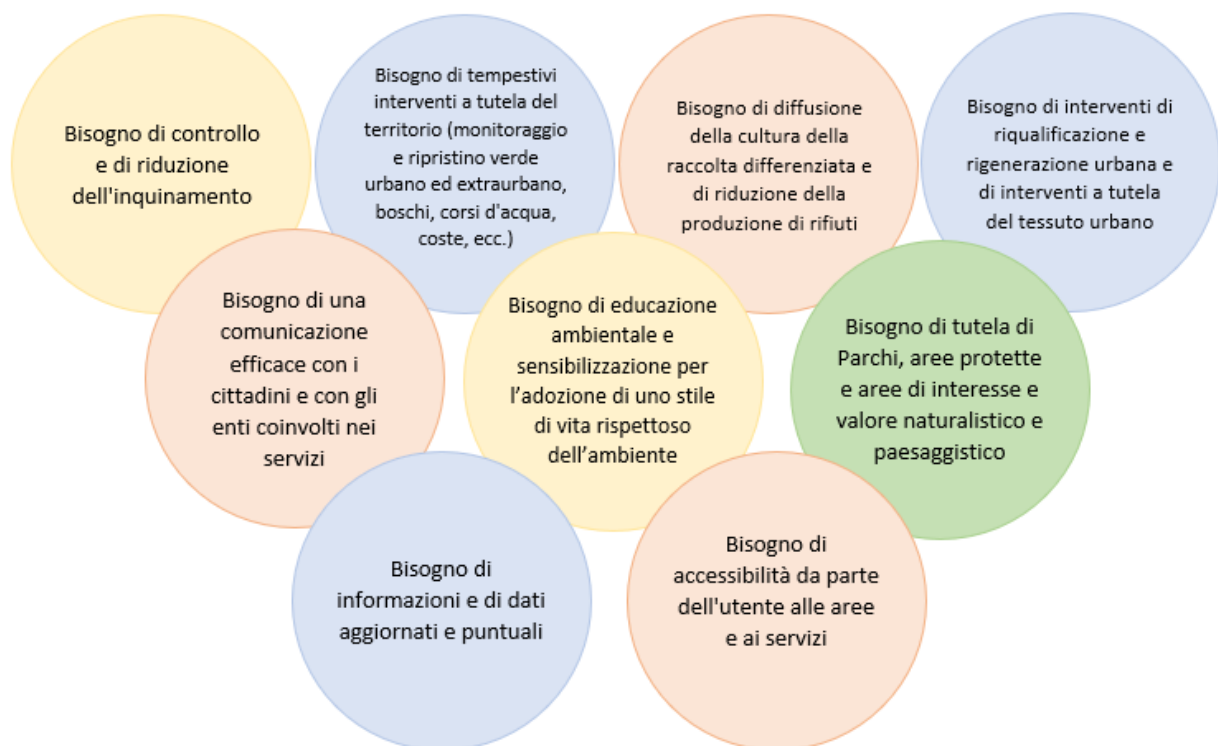 Bisogno di controllo
e di riduzione
dell'inquinamento
Bisogno di tempestivi
interventi a tutela del
territorio (monitoraggio
e ripristino verde
urbano ed extraurbano,
boschi, corsi d'acqua,
coste, ecc.)
Bisogno di diffusione
della cultura della
raccolta differenziata e
di riduzione della
produzione di rifiuti
Bisogno di interventi di
riqualificazione e
rigenerazione urbana e
di interventi a tutela
del tessuto urbano
Bisogno di una
comunicazione
efficace con i
cittadini e con gli
enti coinvolti nei
servizi
Bisogno di educazione
ambientale e
sensibilizzazione per
l’adozione di uno stile
di vita rispettoso
dell’ambiente
Bisogno di tutela di
Parchi, aree protette
e aree di interesse e
valore naturalistico e
paesaggistico
Bisogno di
informazioni e di dati
aggiornati e puntuali
Bisogno di
accessibilità da parte
dell'utente alle aree
e ai servizi